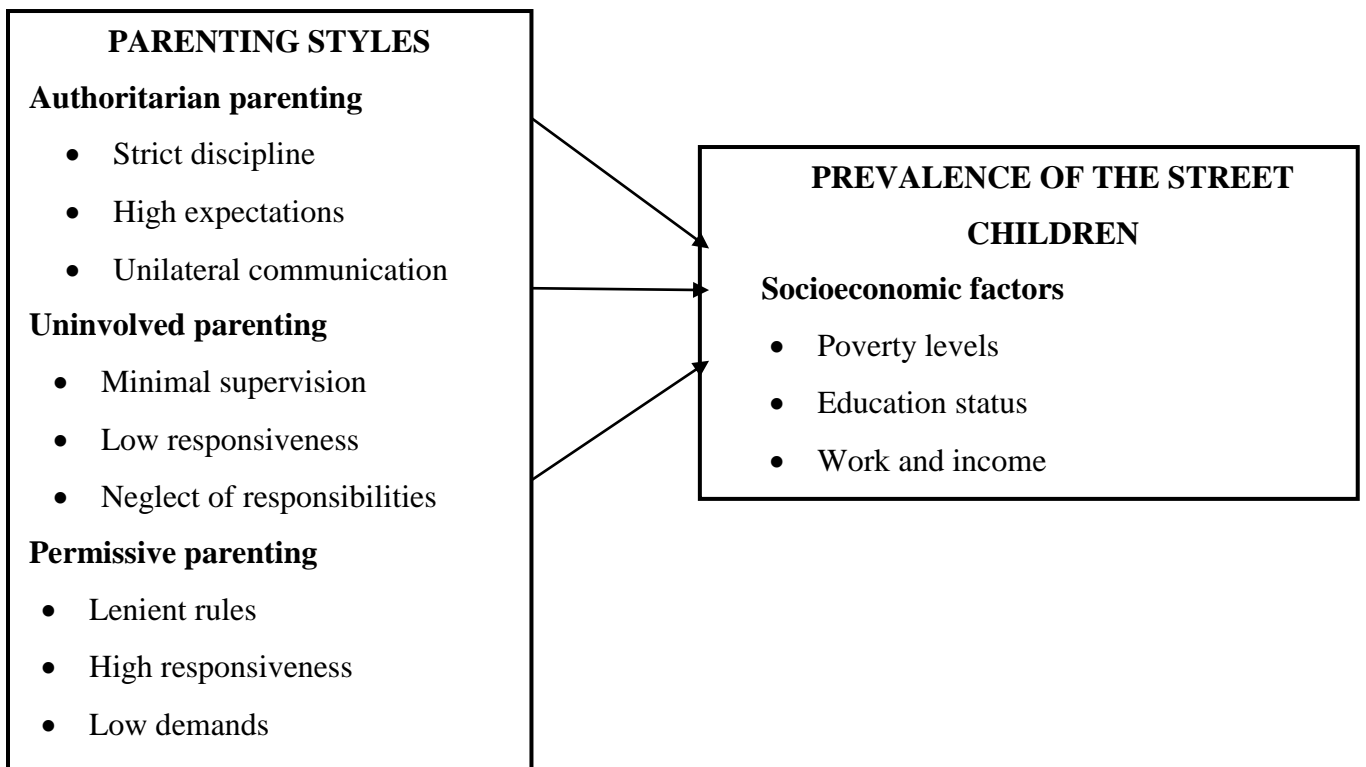 PARENTING STYLES
Authoritarian parenting
• Strict discipline
• High expectations
• Unilateral communication
Uninvolved parenting
• Minimal supervision
• Low responsiveness
• Neglect of responsibilities
Permissive parenting
• Lenient rules
• High responsiveness
• Low demands
PREVALENCE OF THE STREET
CHILDREN
Socioeconomic factors
• Poverty levels
• Education status
• Work and income